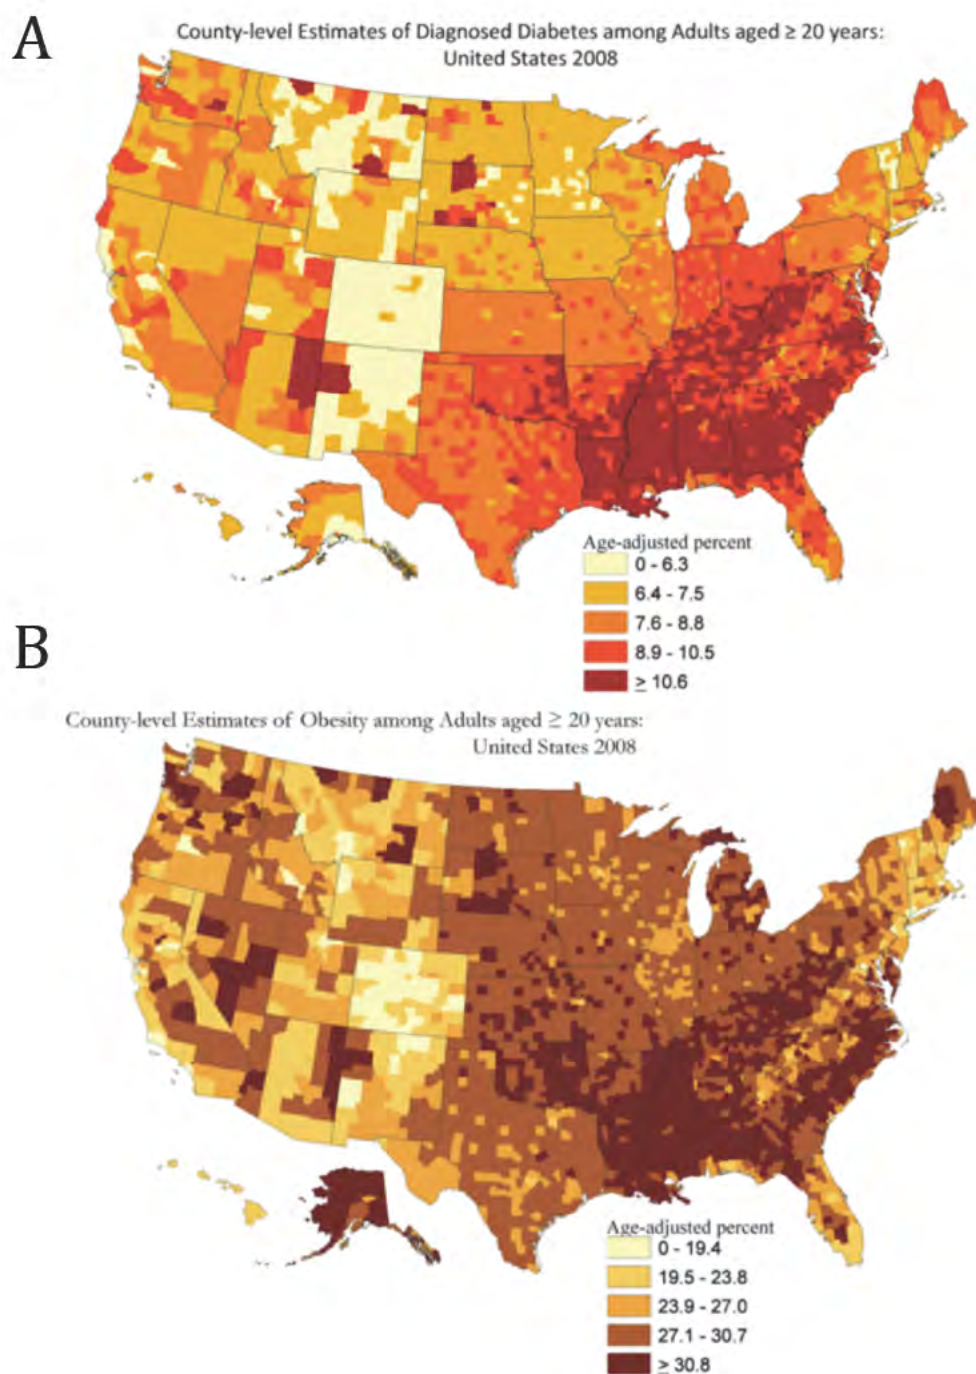 A
County-level Estimates of Diagnosed Diabetes among Adults aged ≥ 20 years:
United States 2008
Age-adjusted percent
0 - 6.3
6.4 - 7.5
7.6 - 8.8
8.9 - 10.5
≥ 10.6
B
County-level Estimates of Obesity among Adults aged ≥ 20 years:
United States 2008
Age-adjusted percent
0 - 19.4
19.5 - 23.8
23.9 - 27.0
27.1 - 30.7
≥ 30.8